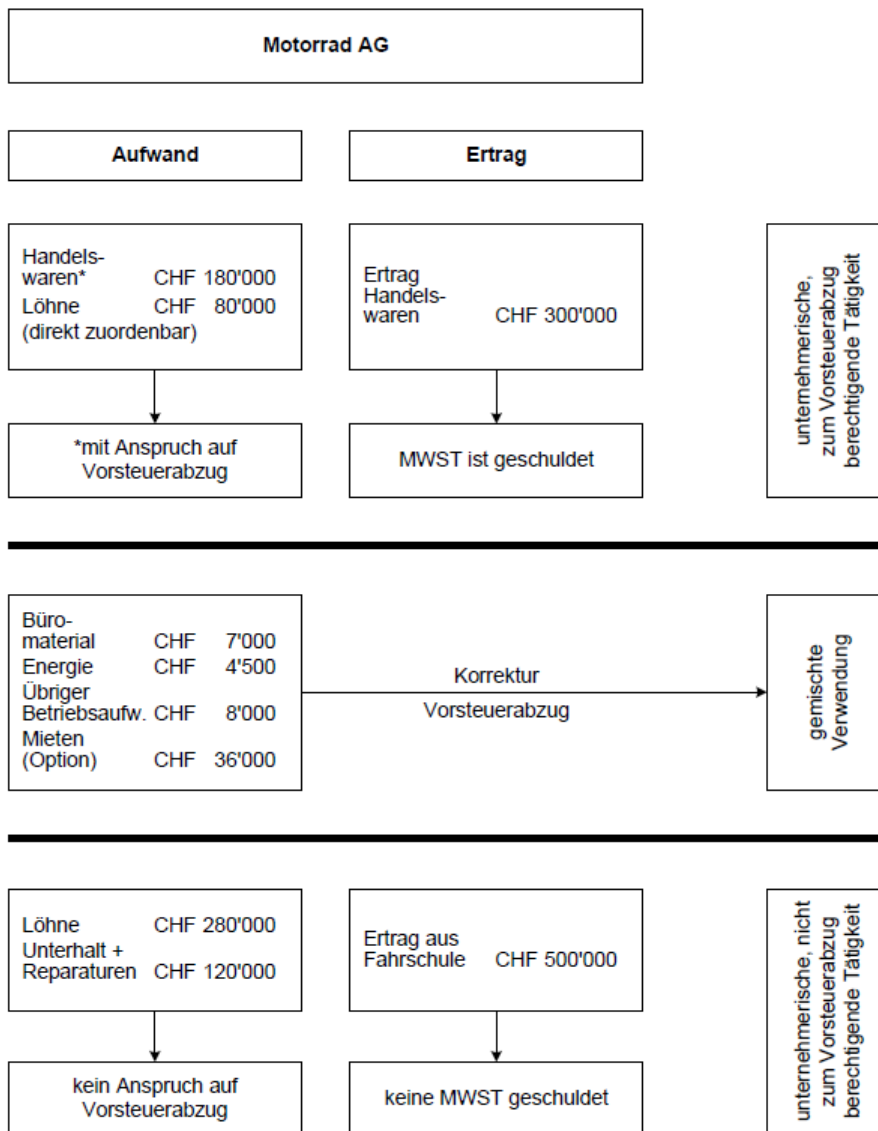 Motorrad AG
Aufwand
Ertrag
Handels-
waren* CHF 180'000
Löhne CHF 80'000
(direkt zuordenbar)
Ertrag
Handels-
waren CHF 300'000
unternehmerische,
zum Vorsteuerabzug
berechtigende Tätigkeit
*mit Anspruch auf
Vorsteuerabzug
MWST ist geschuldet
Büro-
material CHF 7'000
Energie CHF 4'500
Übriger
Betriebsaufw. CHF 8'000
Mieten
(Option) CHF 36'000
Korrektur
Vorsteuerabzug
gemischte
Verwendung
Löhne CHF 280'000
Unterhalt +
Reparaturen CHF 120'000
Ertrag aus
Fahrschule CHF 500'000
unternehmerische, nicht
zum Vorsteuerabzug
berechtigende Tätigkeit
kein Anspruch auf
Vorsteuerabzug
keine MWST geschuldet